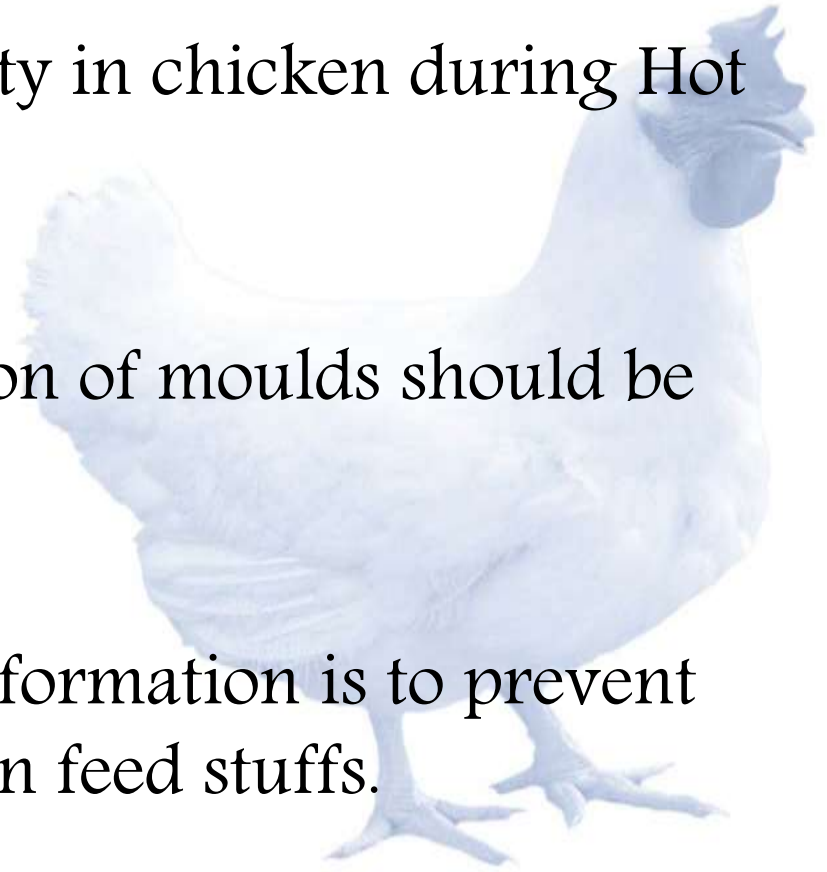 ty in chicken during Hot
on of moulds should be
formation is to prevent
n feed stuffs.